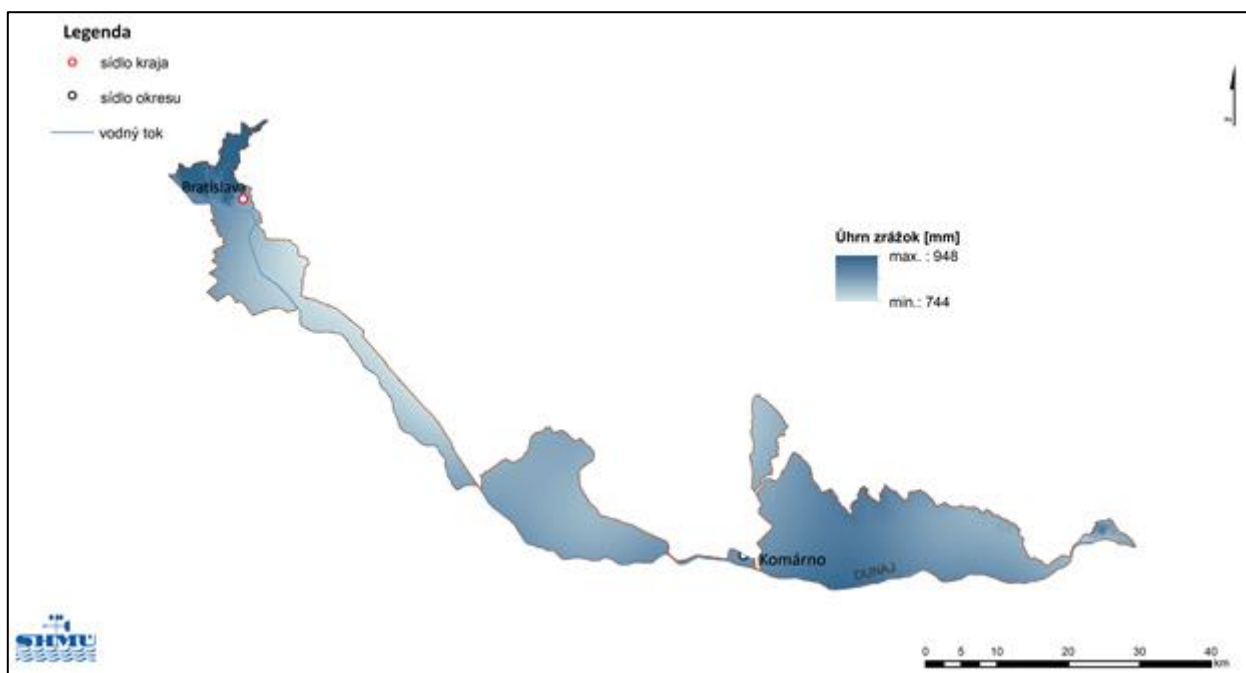 Legenda
sídlo kraja
sídlo okresu
vodný tok
Bratislava
Úhrn zrážok [mm]
max. : 948
min.: 744
Komárno
DUNAJ
SHMU
0 5 10 20 30 40
km